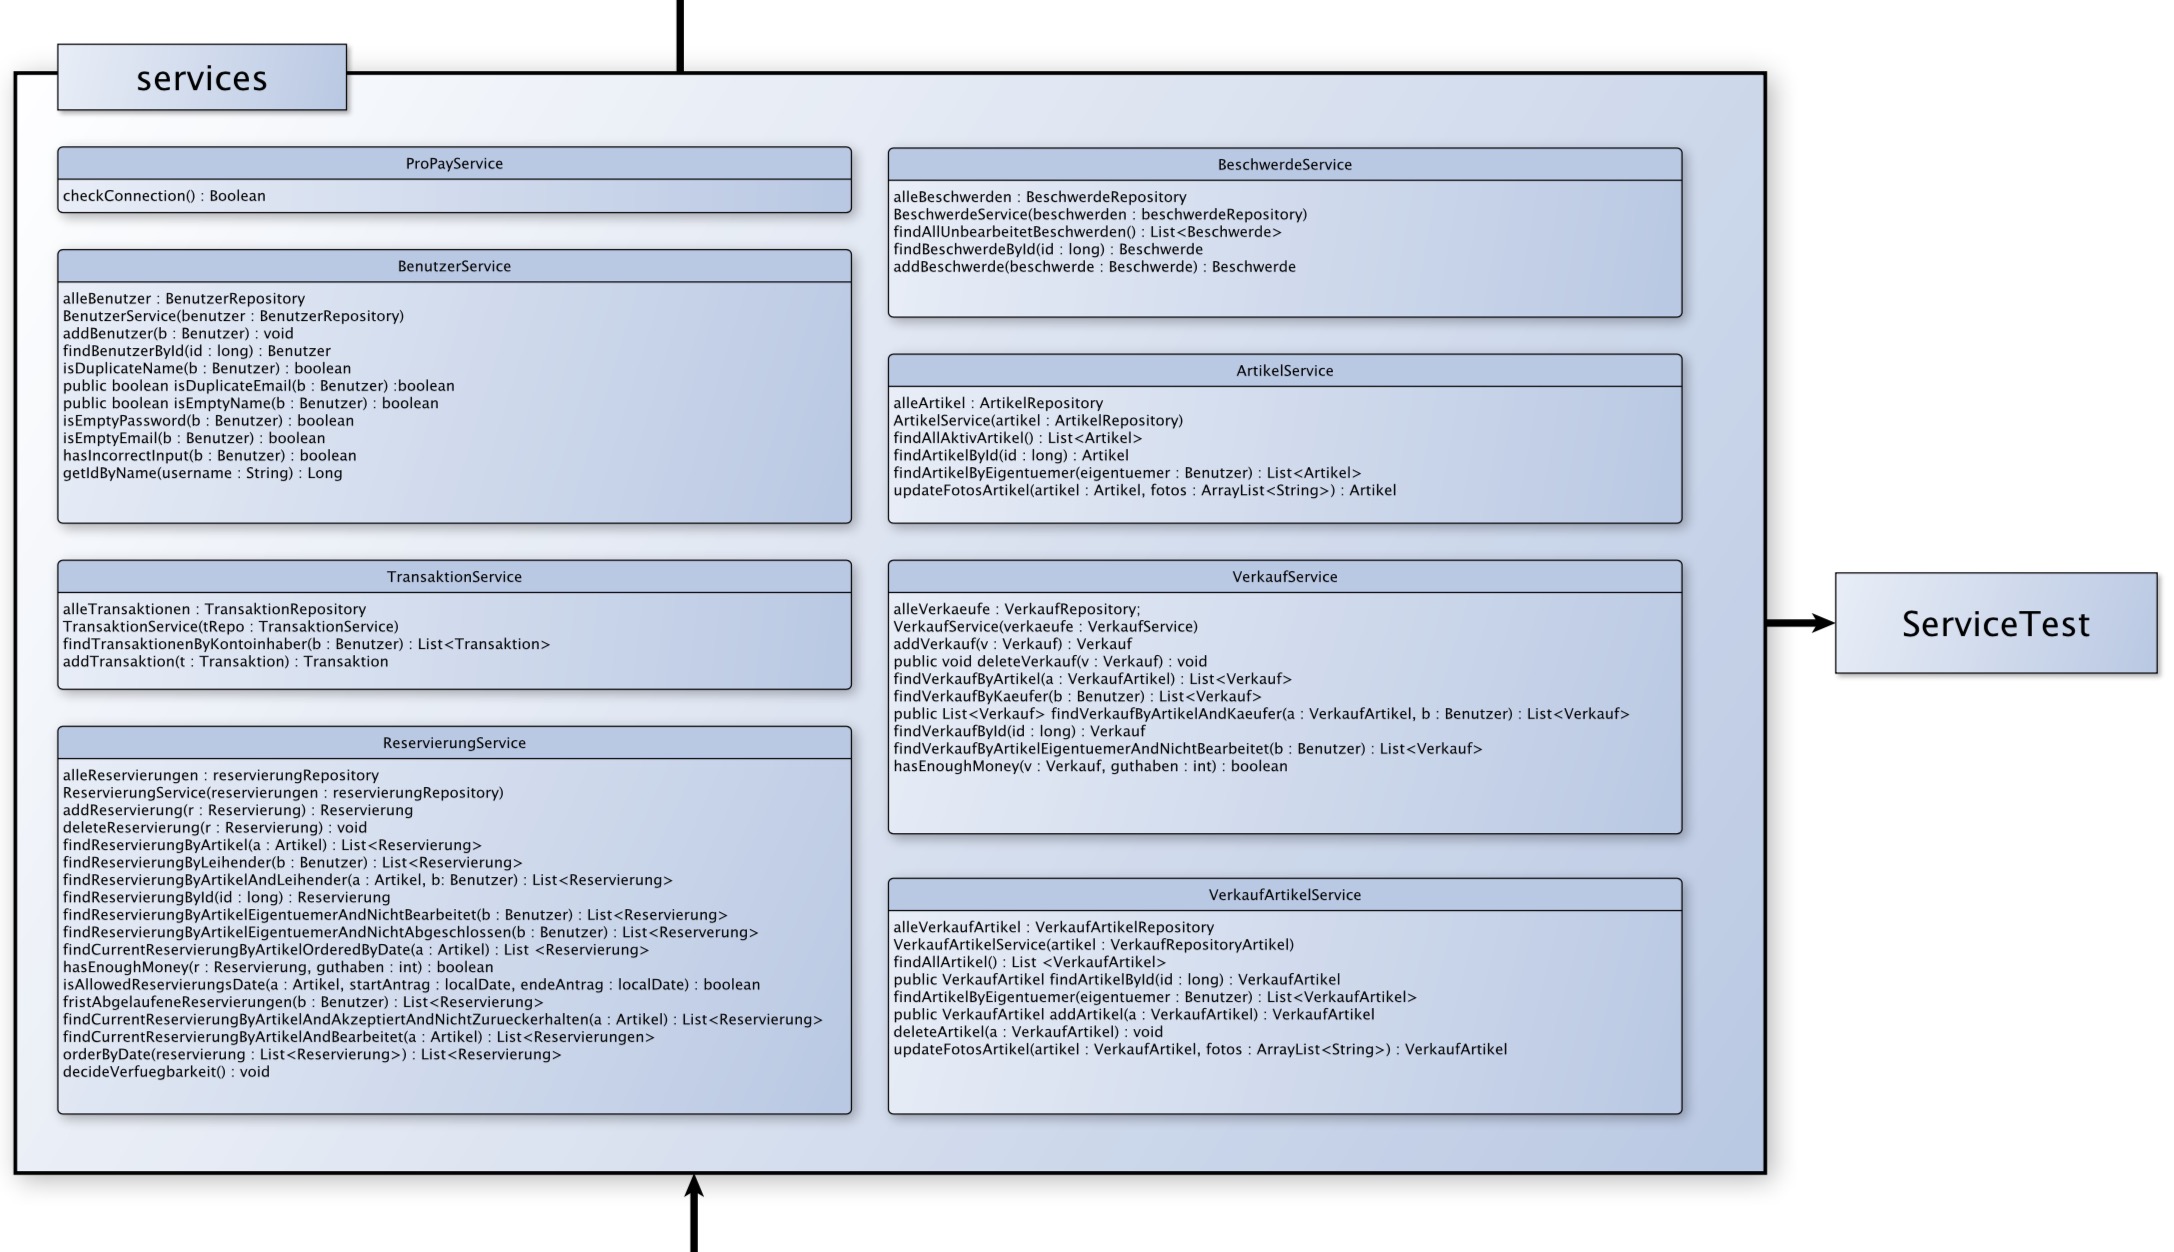 services
ProPayService
checkConnection() : Boolean
BenutzerService
alleBenutzer : BenutzerRepository
BenutzerService(benutzer : BenutzerRepository)
addBenutzer(b : Benutzer) : void
findBenutzerById(id : long) : Benutzer
isDuplicateName(b : Benutzer) : boolean
public boolean isDuplicateEmail(b : Benutzer) :boolean
public boolean isEmptyName(b : Benutzer) : boolean
isEmptyPassword(b : Benutzer) : boolean
isEmptyEmail(b : Benutzer) : boolean
hasIncorrectInput(b : Benutzer) : boolean
getIdByName(username : String) : Long
TransaktionService
alleTransaktionen : TransaktionRepository
TransaktionService(tRepo : TransaktionService)
findTransaktionenByKontoinhaber(b : Benutzer) : List<Transaktion>
addTransaktion(t : Transaktion) : Transaktion
ReservierungService
alleReservierungen : reservierungRepository
ReservierungService(reservierungen : reservierungRepository)
addReservierung(r : Reservierung) : Reservierung
deleteReservierung(r : Reservierung) : void
findReservierungByArtikel(a : Artikel) : List<Reservierung>
findReservierungByLeihender(b : Benutzer) : List<Reservierung>
findReservierungByArtikelAndLeihender(a : Artikel, b: Benutzer) : List<Reservierung>
findReservierungById(id : long) : Reservierung
findReservierungByArtikelEigentuemerAndNichtBearbeitet(b : Benutzer) : List<Reservierung>
findReservierungByArtikelEigentuemerAndNichtAbgeschlossen(b : Benutzer) : List<Reserverung>
findCurrentReservierungByArtikelOrderedByDate(a : Artikel) : List <Reservierung>
hasEnoughMoney(r : Reservierung, guthaben : int) : boolean
isAllowedReservierungsDate(a : Artikel, startAntrag : localDate, endeAntrag : localDate) : boolean
fristAbgelaufeneReservierungen(b : Benutzer) : List<Reservierung>
findCurrentReservierungByArtikelAndAkzeptiertAndNichtZurueckerhalten(a : Artikel) : List<Reservierung>
findCurrentReservierungByArtikelAndBearbeitet(a : Artikel) : List<Reservierungen>
orderByDate(reservierung : List<Reservierung>) : List<Reservierung>
decideVerfuegbarkeit() : void
BeschwerdeService
alleBeschwerden : BeschwerdeRepository
BeschwerdeService(beschwerden : beschwerdeRepository)
findAllUnbearbeitetBeschwerden() : List<Beschwerde>
findBeschwerdeById(id : long) : Beschwerde
addBeschwerde(beschwerde : Beschwerde) : Beschwerde
ArtikelService
alleArtikel : ArtikelRepository
ArtikelService(artikel : ArtikelRepository)
findAllAktivArtikel() : List<Artikel>
findArtikelById(id : long) : Artikel
findArtikelByEigentuemer(eigentuemer : Benutzer) : List<Artikel>
updateFotosArtikel(artikel : Artikel, fotos : ArrayList<String>) : Artikel
VerkaufService
alleVerkaeufe : VerkaufRepository;
VerkaufService(verkaeufe : VerkaufService)
addVerkauf(v : Verkauf) : Verkauf
public void deleteVerkauf(v : Verkauf) : void
findVerkaufByArtikel(a : VerkaufArtikel) : List<Verkauf>
findVerkaufByKaeufer(b : Benutzer) : List<Verkauf>
public List<Verkauf> findVerkaufByArtikelAndKaeufer(a : VerkaufArtikel, b : Benutzer) : List<Verkauf>
findVerkaufById(id : long) : Verkauf
findVerkaufByArtikelEigentuemerAndNichtBearbeitet(b : Benutzer) : List<Verkauf>
hasEnoughMoney(v : Verkauf, guthaben : int) : boolean
VerkaufArtikelService
alleVerkaufArtikel : VerkaufArtikelRepository
VerkaufArtikelService(artikel : VerkaufRepositoryArtikel)
findAllArtikel() : List <VerkaufArtikel>
public VerkaufArtikel findArtikelById(id : long) : VerkaufArtikel
findArtikelByEigentuemer(eigentuemer : Benutzer) : List<VerkaufArtikel>
public VerkaufArtikel addArtikel(a : VerkaufArtikel) : VerkaufArtikel
deleteArtikel(a : VerkaufArtikel) : void
updateFotosArtikel(artikel : VerkaufArtikel, fotos : ArrayList<String>) : VerkaufArtikel
ServiceTest